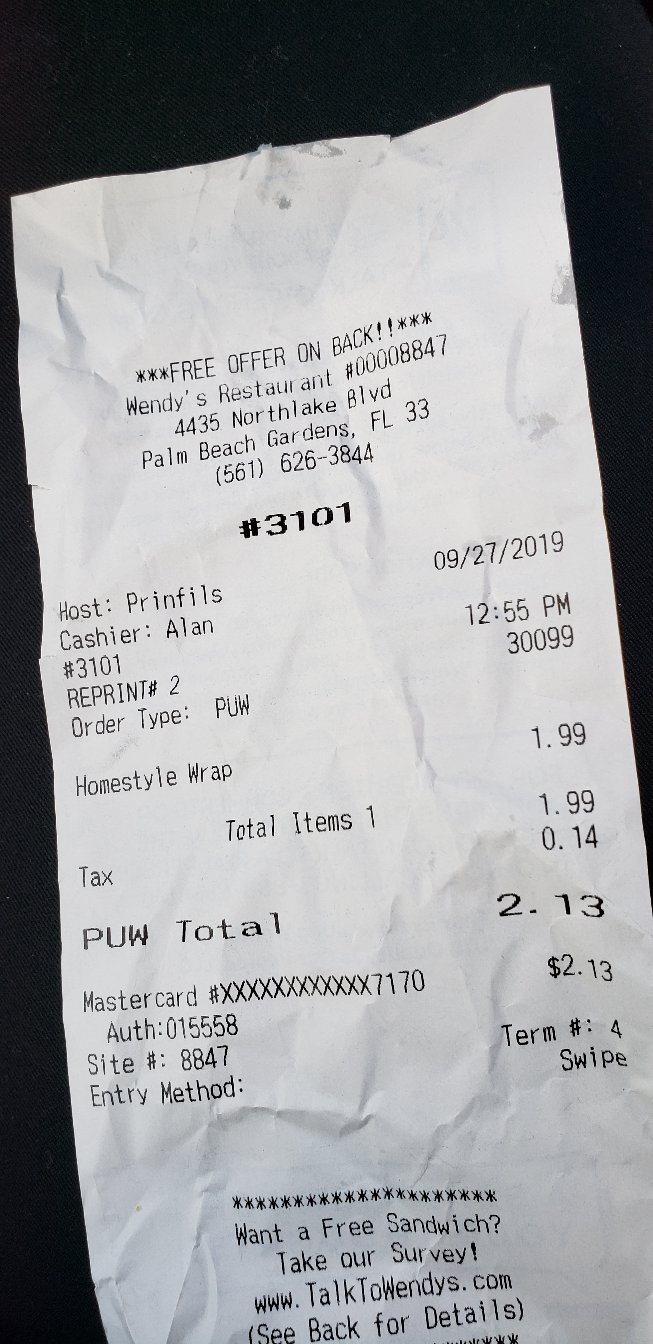 ***FREE OFFER ON BACK!!***
Wendy's Restaurant #00008847
4435 Northlake Blvd
Palm Beach Gardens, FL 33
(561) 626-3844
#3101
09/27/2019
Host: Prinfils
Cashier: Alan 12:55 PM
#3101 30099
REPRINT# 2
Order Type: PUW
Homestyle Wrap 1.99
Total Items 1 1.99
Tax 0.14
PUW Total 2.13
Mastercard #XXXXXXXXXXXX7170 $2.13
Auth:015558
Site #: 8847 Term #: 4
Entry Method: Swipe
**********************
Want a Free Sandwich?
Take our Survey!
www.TalkToWendys.com
(See Back for Details)